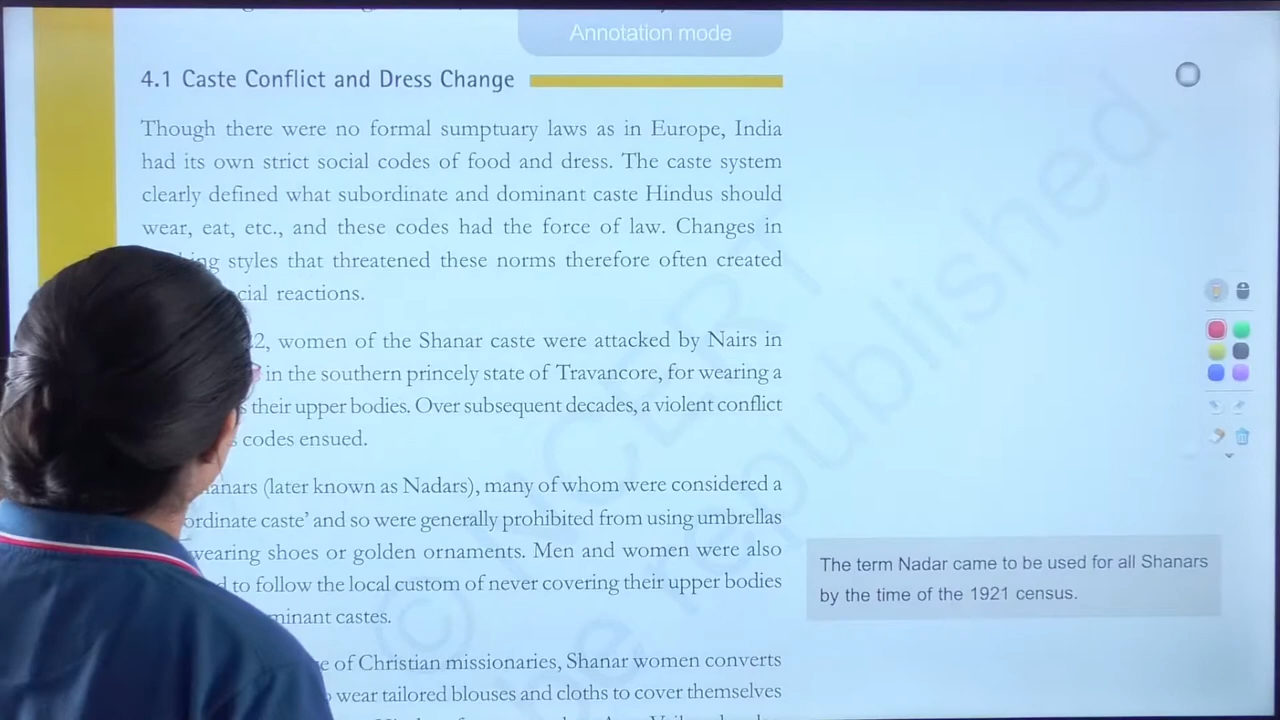 Annotation mode
4.1 Caste Conflict and Dress Change
Though there were no formal sumptuary laws as in Europe, India
had its own strict social codes of food and dress. The caste system
clearly defined what subordinate and dominant caste Hindus should
wear, eat, etc., and these codes had the force of law. Changes in
styles that threatened these norms therefore often created
reactions.
women of the Shanar caste were attacked by Nairs in
in the southern princely state of Travancore, for wearing a
their upper bodies. Over subsequent decades, a violent conflict
codes ensued.
(later known as Nadars), many of whom were considered a
and so were generally prohibited from using umbrellas
wearing shoes or golden ornaments. Men and women were also
to follow the local custom of never covering their upper bodies
castes.
The term Nadar came to be used for all Shanars
by the time of the 1921 census.
of Christian missionaries, Shanar women converts
wear tailored blouses and cloths to cover themselves
© NCERT
be republished